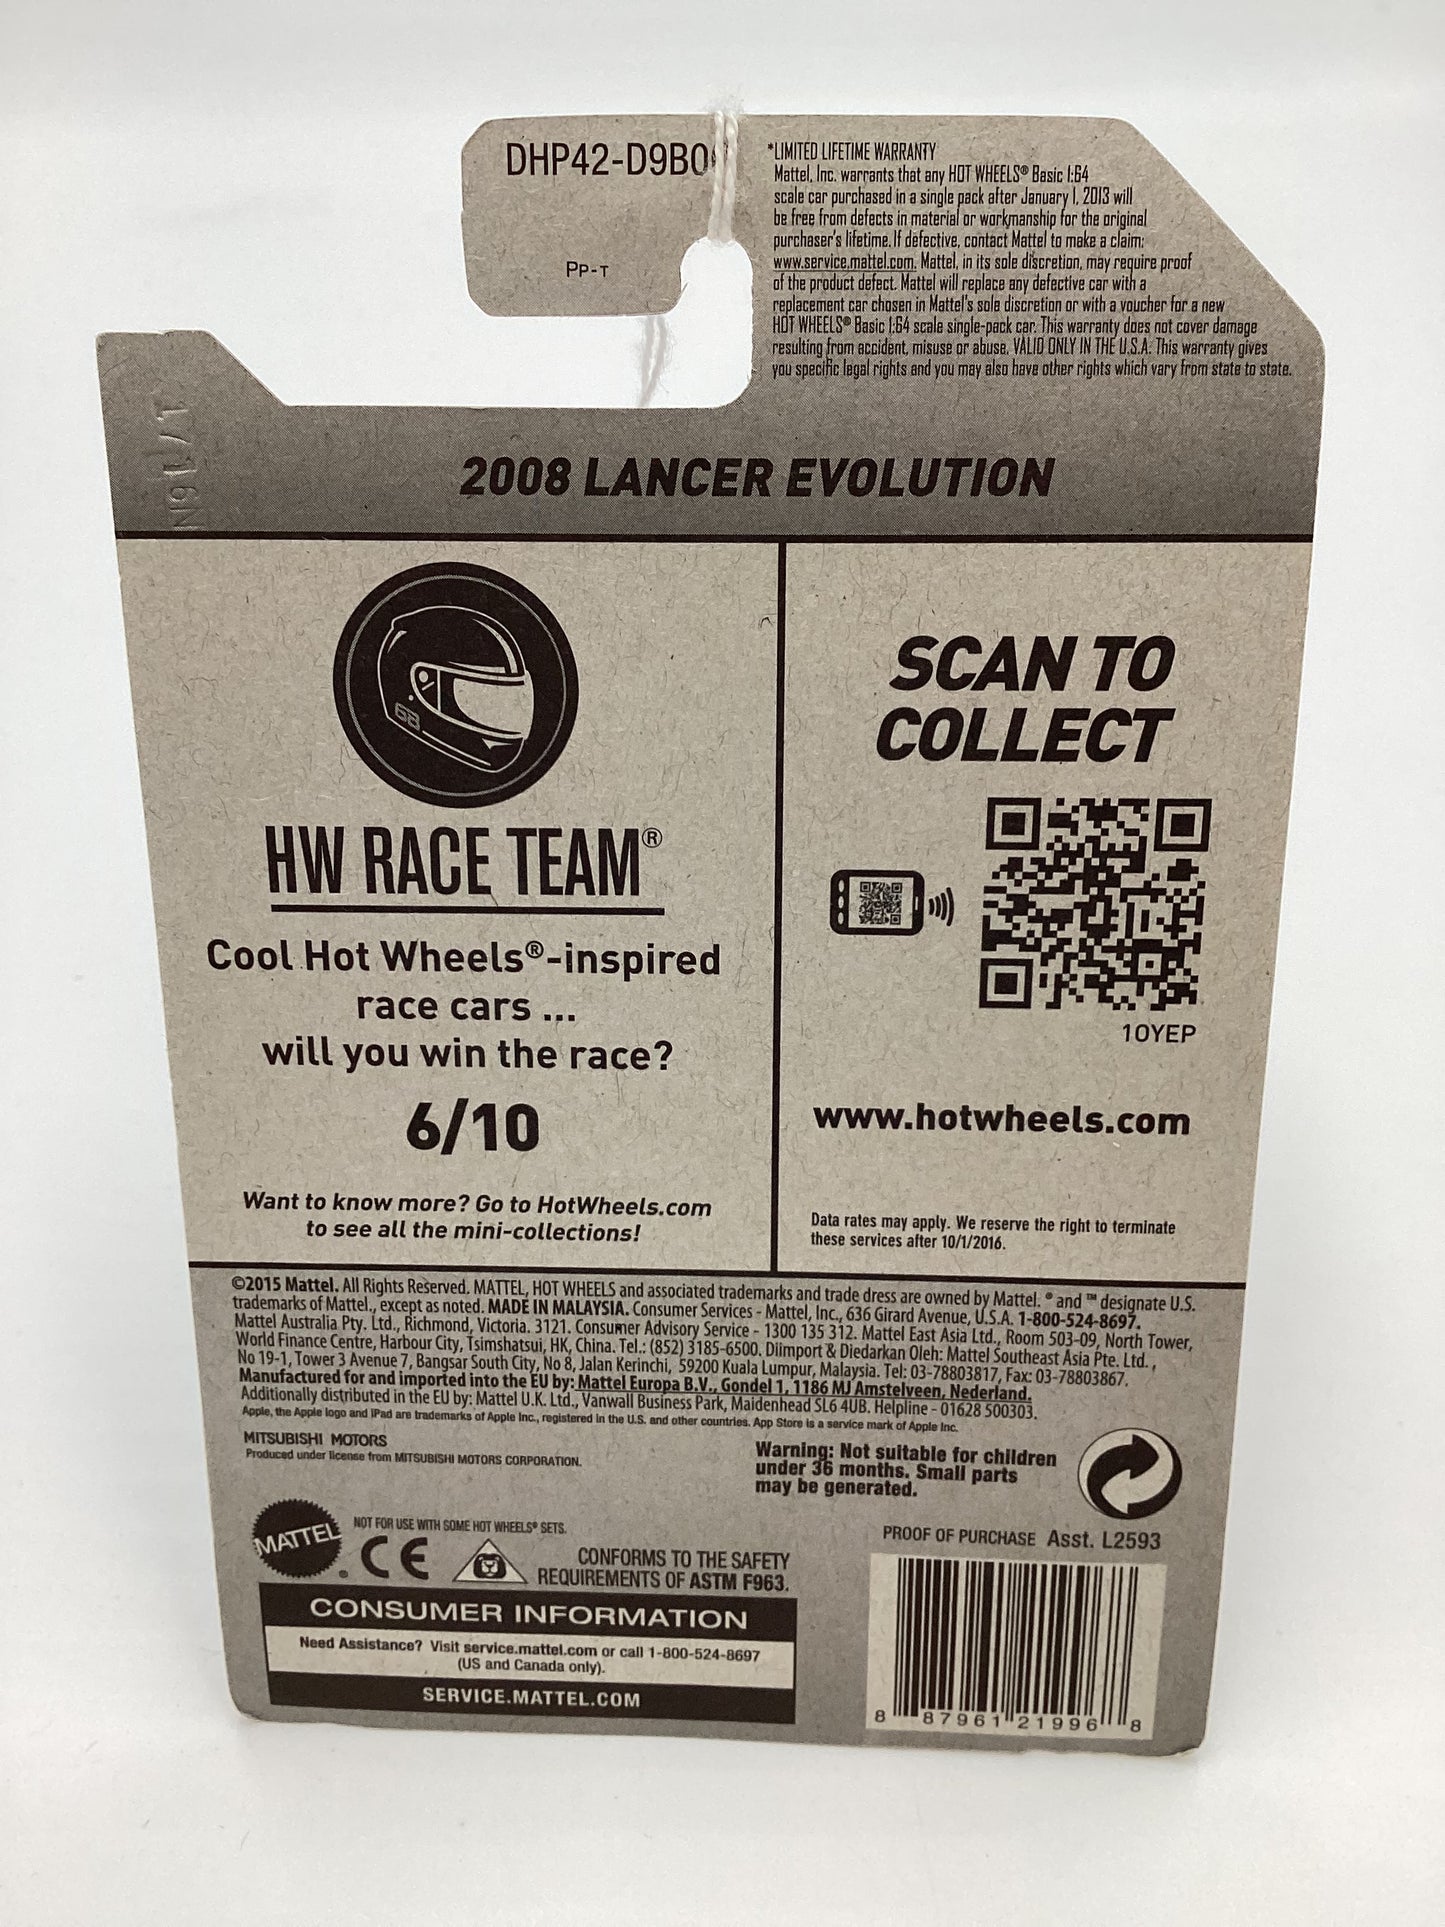 DHP42-D9B0
Pp-T
*LIMITED LIFETIME WARRANTY
Mattel, Inc. warrants that any HOT WHEELS® Basic 1:64
scale car purchased in a single pack after January 1, 2013 will
be free from defects in material or workmanship for the original
purchaser's lifetime. If defective, contact Mattel to make a claim:
www.service.mattel.com. Mattel, in its sole discretion, may require proof
of the product defect. Mattel will replace any defective car with a
replacement car chosen in Mattel's sole discretion or with a voucher for a new
HOT WHEELS® Basic 1:64 scale single-pack car. This warranty does not cover damage
resulting from accident, misuse or abuse. VALID ONLY IN THE U.S.A. This warranty gives
you specific legal rights and you may also have other rights which vary from state to state.
2008 LANCER EVOLUTION
68
HW RACE TEAM®
Cool Hot Wheels®-inspired
race cars ...
will you win the race?
6/10
Want to know more? Go to HotWheels.com
to see all the mini-collections!
SCAN TO
COLLECT
10YEP
www.hotwheels.com
Data rates may apply. We reserve the right to terminate
these services after 10/1/2016.
©2015 Mattel. All Rights Reserved. MATTEL, HOT WHEELS and associated trademarks and trade dress are owned by Mattel. ® and ™ designate U.S.
trademarks of Mattel., except as noted. MADE IN MALAYSIA. Consumer Services - Mattel, Inc., 636 Girard Avenue, U.S.A. 1-800-524-8697.
Mattel Australia Pty. Ltd., Richmond, Victoria. 3121. Consumer Advisory Service - 1300 135 312. Mattel East Asia Ltd., Room 503-09, North Tower,
World Finance Centre, Harbour City, Tsimshatsui, HK, China. Tel.: (852) 3185-6500. Diimport & Diedarkan Oleh: Mattel Southeast Asia Pte. Ltd.,
No 19-1, Tower 3 Avenue 7, Bangsar South City, No 8, Jalan Kerinchi, 59200 Kuala Lumpur, Malaysia. Tel: 03-78803817, Fax: 03-78803867.
Manufactured for and imported into the EU by: Mattel Europa B.V., Gondel 1, 1186 MJ Amstelveen, Nederland.
Additionally distributed in the EU by: Mattel U.K. Ltd., Vanwall Business Park, Maidenhead SL6 4UB. Helpline - 01628 500303.
Apple, the Apple logo and iPad are trademarks of Apple Inc., registered in the U.S. and other countries. App Store is a service mark of Apple Inc.
MITSUBISHI MOTORS
Produced under license from MITSUBISHI MOTORS CORPORATION.
Warning: Not suitable for children
under 36 months. Small parts
may be generated.
MATTEL
NOT FOR USE WITH SOME HOT WHEELS® SETS.
CE
CONFORMS TO THE SAFETY
REQUIREMENTS OF ASTM F963.
PROOF OF PURCHASE Asst. L2593
CONSUMER INFORMATION
Need Assistance? Visit service.mattel.com or call 1-800-524-8697
(US and Canada only).
SERVICE.MATTEL.COM
8 87961 21996 8